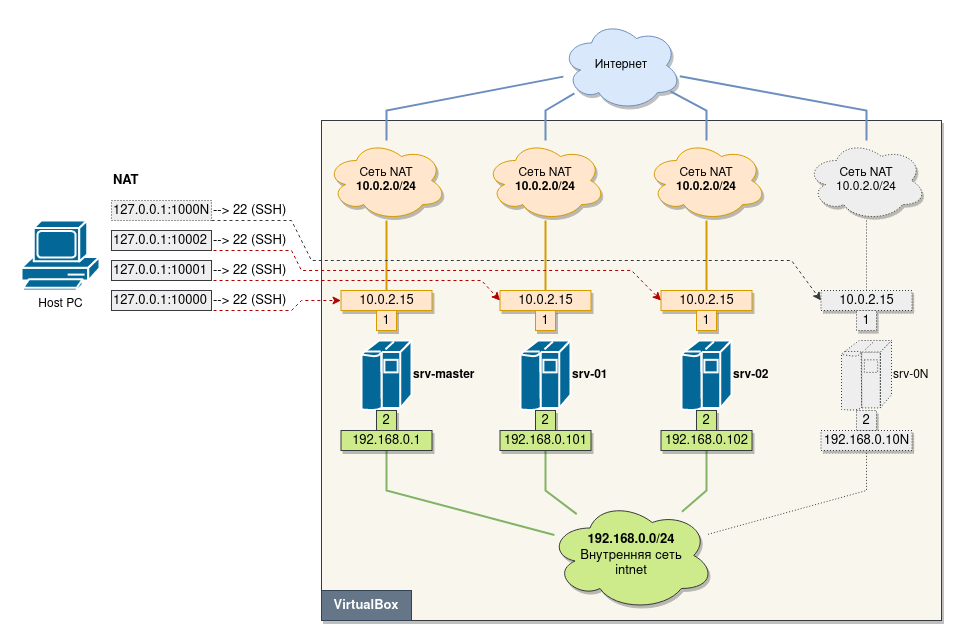 Интернет
Сеть NAT
10.0.2.0/24
Сеть NAT
10.0.2.0/24
Сеть NAT
10.0.2.0/24
Сеть NAT
10.0.2.0/24
NAT
127.0.0.1:1000N --> 22 (SSH)
127.0.0.1:10002 --> 22 (SSH)
127.0.0.1:10001 --> 22 (SSH)
127.0.0.1:10000 --> 22 (SSH)
Host PC
10.0.2.15
10.0.2.15
10.0.2.15
10.0.2.15
1
1
1
1
srv-master
srv-01
srv-02
srv-0N
2
2
2
2
192.168.0.1
192.168.0.101
192.168.0.102
192.168.0.10N
192.168.0.0/24
Внутренняя сеть
intnet
VirtualBox